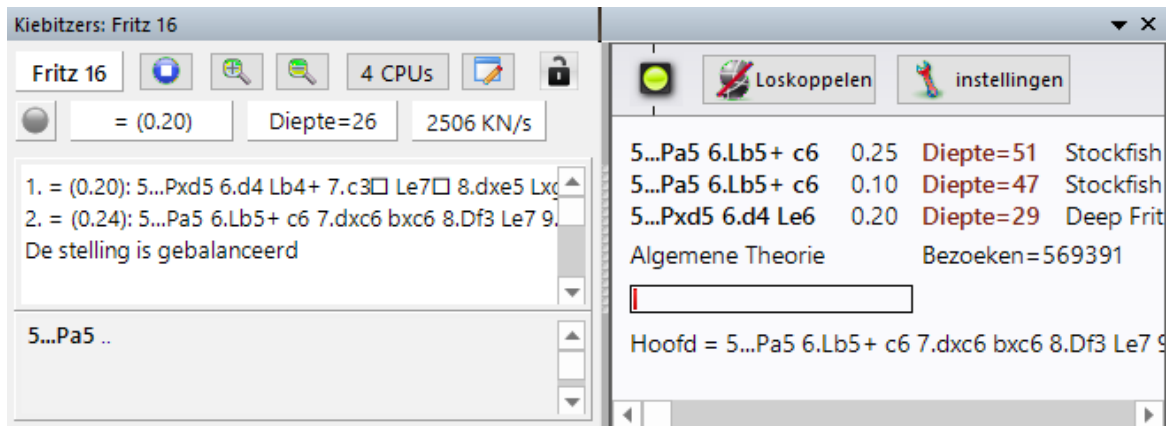 Kiebitzers: Fritz 16
Fritz 16
4 CPUs
= (0.20)
Diepte=26
2506 KN/s
1. = (0.20): 5...Pxd5 6.d4 Lb4+ 7.c3□ Le7□ 8.dxe5 Lxg
2. = (0.24): 5...Pa5 6.Lb5+ c6 7.dxc6 bxc6 8.Df3 Le7 9.
De stelling is gebalanceerd
5...Pa5 ..
Loskoppelen
instellingen
5...Pa5 6.Lb5+ c6 0.25 Diepte=51 Stockfish
5...Pa5 6.Lb5+ c6 0.10 Diepte=47 Stockfish
5...Pxd5 6.d4 Le6 0.20 Diepte=29 Deep Frit
Algemene Theorie Bezoeken=569391
Hoofd = 5...Pa5 6.Lb5+ c6 7.dxc6 bxc6 8.Df3 Le7 9